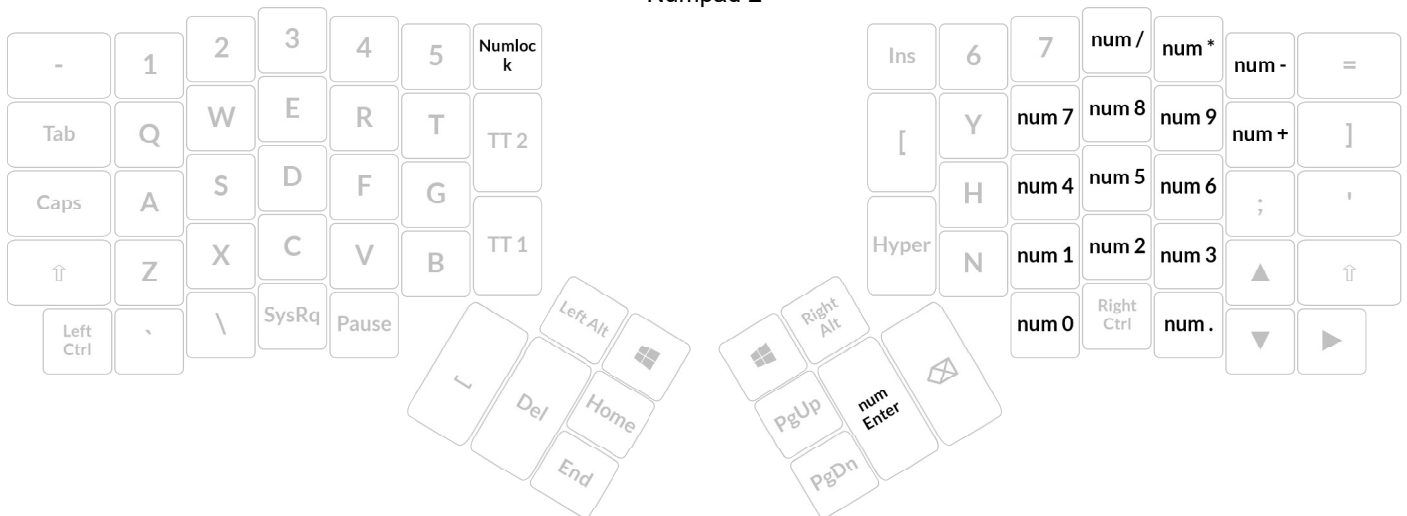 - 1 2 3 4 5 Numloc
k
Ins 6 7 num / num * num - =
Tab Q W E R T TT 2
[ Y num 7 num 8 num 9 num + ]
Caps A S D F G
H num 4 num 5 num 6 ; '
⇧ Z X C V B TT 1
Hyper N num 1 num 2 num 3 ▲ ⇧
Left
Ctrl
` \ SysRq Pause
num 0
Right
Ctrl
num . ▼ ►
Left Alt
Del Home
End
Right
Alt
PgUp
num
Enter
PgDn